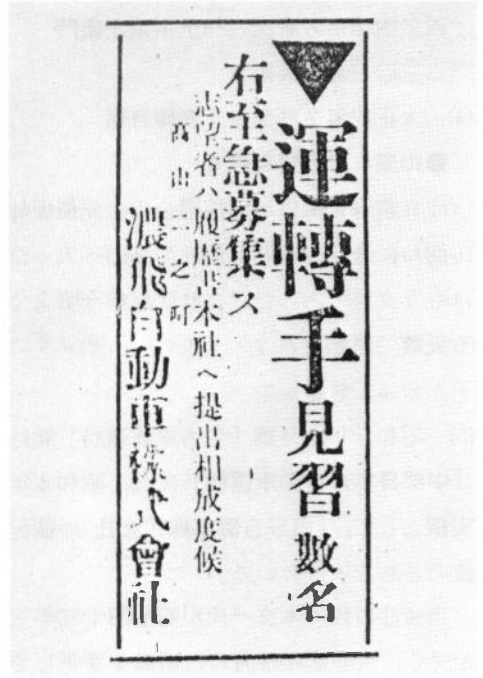 運轉手見習數名
右至急募集ス
志望者ハ履歴書本社ヘ提出相成度候
高山二之町
濃飛自動車株式會社